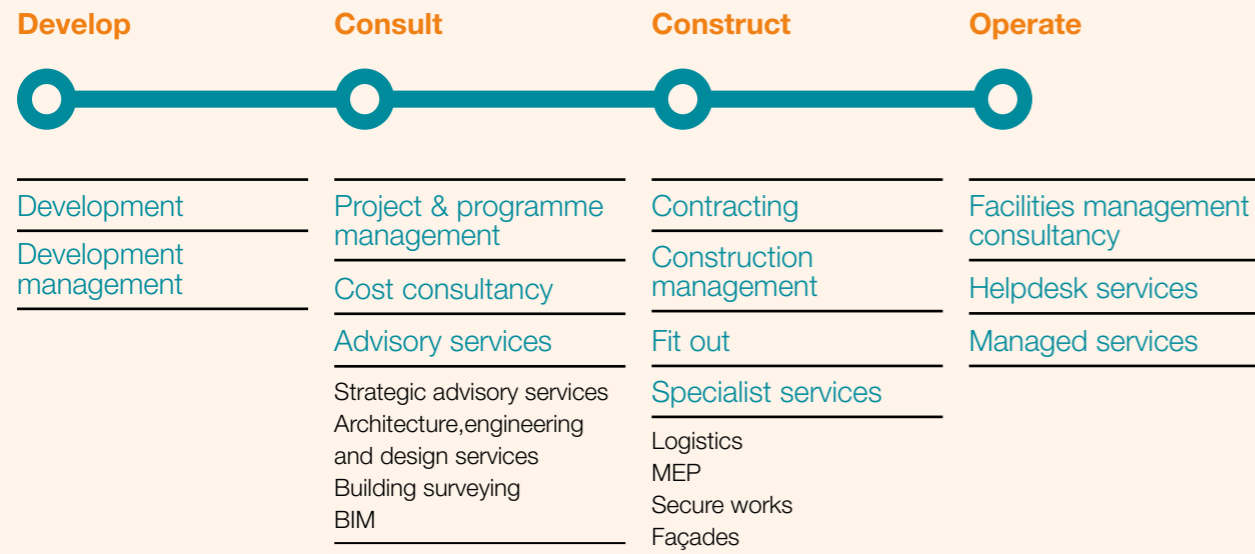 Develop
Consult
Construct
Operate
Development
Development
management
Project & programme
management
Cost consultancy
Advisory services
Strategic advisory services
Architecture,engineering
and design services
Building surveying
BIM
Contracting
Construction
management
Fit out
Specialist services
Logistics
MEP
Secure works
Façades
Facilities management
consultancy
Helpdesk services
Managed services